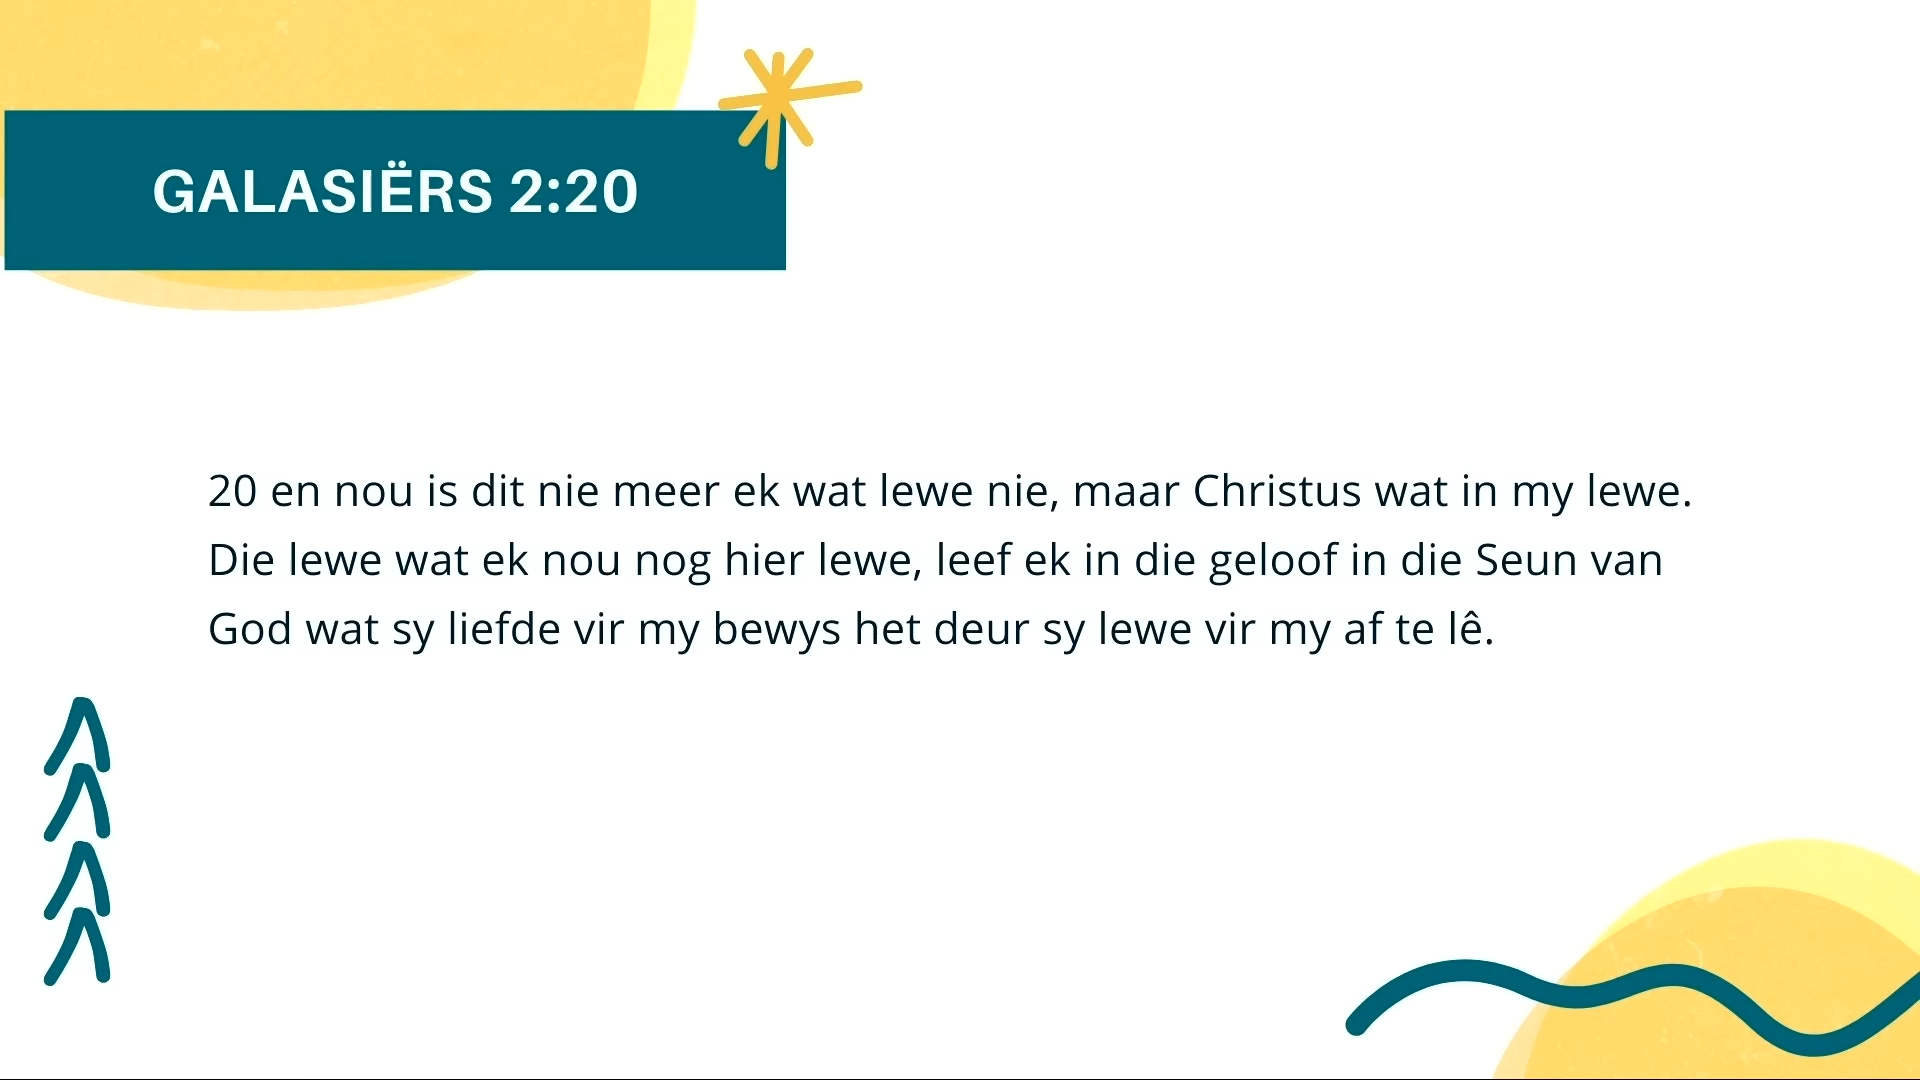 GALASIËRS 2:20
20 en nou is dit nie meer ek wat lewe nie, maar Christus wat in my lewe.
Die lewe wat ek nou nog hier lewe, leef ek in die geloof in die Seun van
God wat sy liefde vir my bewys het deur sy lewe vir my af te lê.